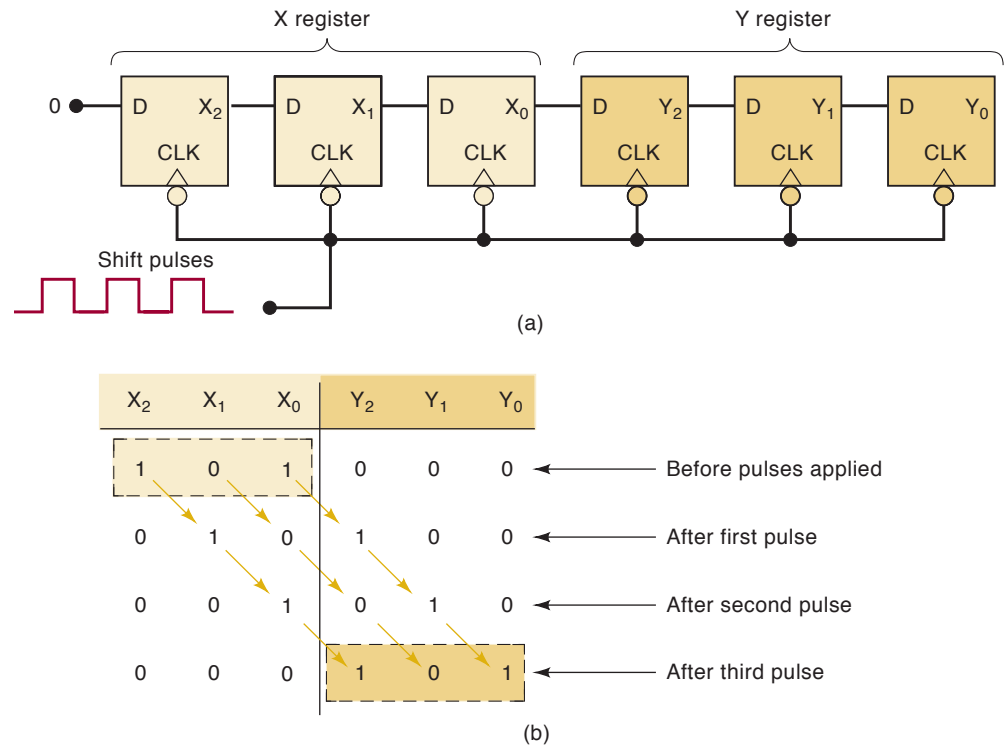 X register Y register
0 D X₂ D X₁ D X₀ D Y₂ D Y₁ D Y₀
CLK CLK CLK CLK CLK CLK
Shift pulses
(a)
X₂ X₁ X₀ Y₂ Y₁ Y₀
1 0 1 0 0 0 Before pulses applied
0 1 0 1 0 0 After first pulse
0 0 1 0 1 0 After second pulse
0 0 0 1 0 1 After third pulse
(b)